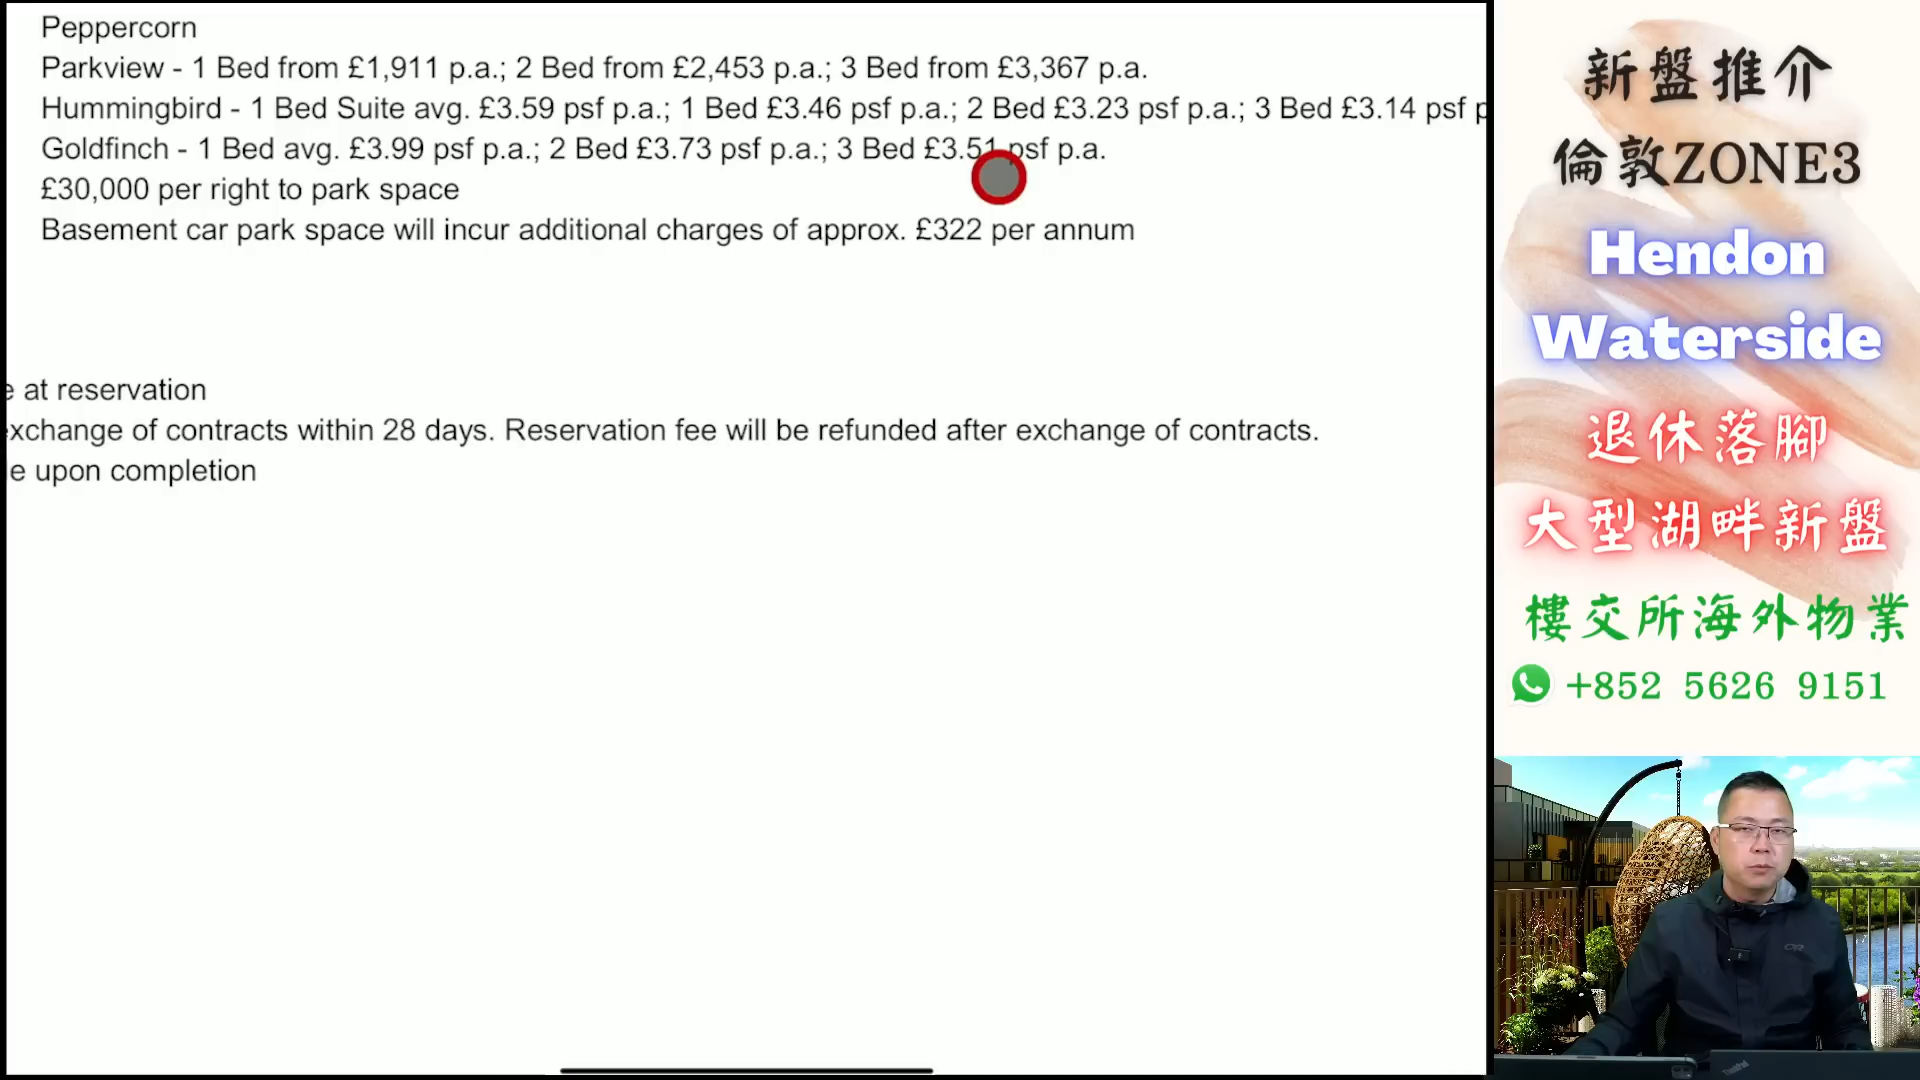 Peppercorn
Parkview - 1 Bed from £1,911 p.a.; 2 Bed from £2,453 p.a.; 3 Bed from £3,367 p.a.
Hummingbird - 1 Bed Suite avg. £3.59 psf p.a.; 1 Bed £3.46 psf p.a.; 2 Bed £3.23 psf p.a.; 3 Bed £3.14 psf p
Goldfinch - 1 Bed avg. £3.99 psf p.a.; 2 Bed £3.73 psf p.a.; 3 Bed £3.51 psf p.a.
£30,000 per right to park space
Basement car park space will incur additional charges of approx. £322 per annum
e at reservation
xchange of contracts within 28 days. Reservation fee will be refunded after exchange of contracts.
e upon completion
新盤推介
倫敦ZONE3
Hendon
Waterside
退休落腳
大型湖畔新盤
樓交所海外物業
+852 5626 9151